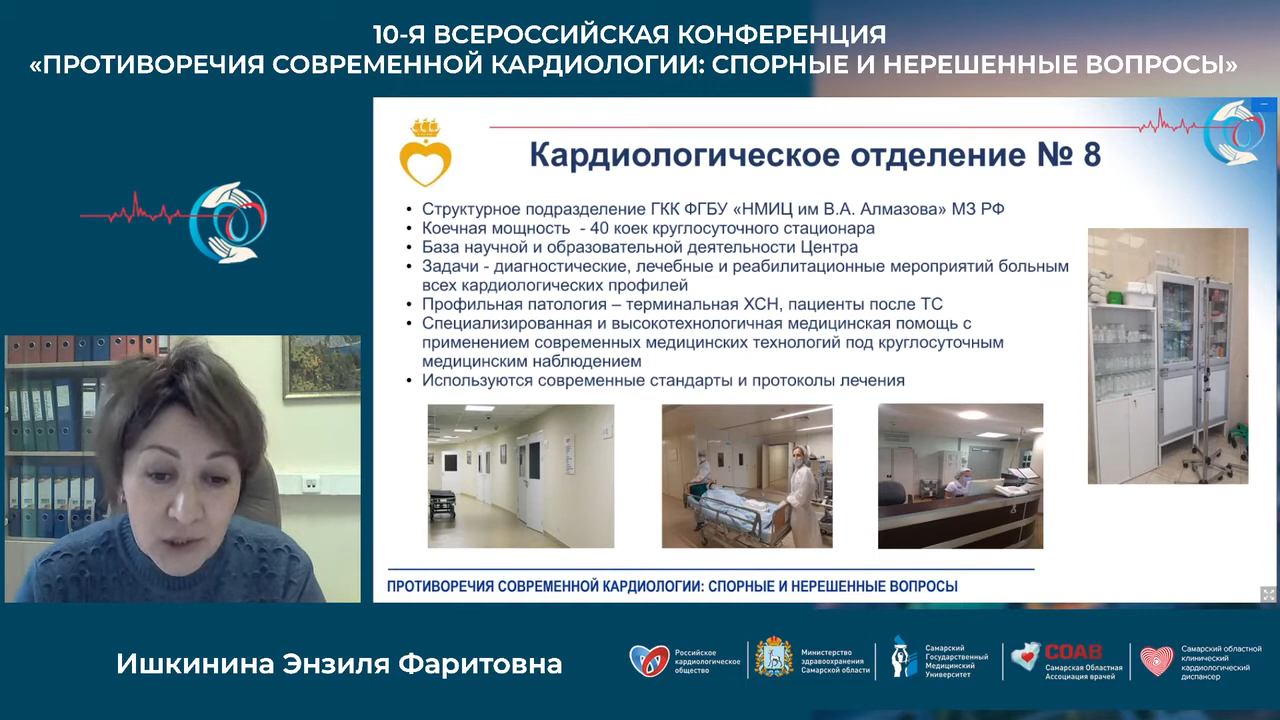 10-Я ВСЕРОССИЙСКАЯ КОНФЕРЕНЦИЯ
«ПРОТИВОРЕЧИЯ СОВРЕМЕННОЙ КАРДИОЛОГИИ: СПОРНЫЕ И НЕРЕШЕННЫЕ ВОПРОСЫ»
Кардиологическое отделение № 8
• Структурное подразделение ГКК ФГБУ «НМИЦ им В.А. Алмазова» МЗ РФ
• Коечная мощность - 40 коек круглосуточного стационара
• База научной и образовательной деятельности Центра
• Задачи - диагностические, лечебные и реабилитационные мероприятий больным
всех кардиологических профилей
• Профильная патология – терминальная ХСН, пациенты после ТС
• Специализированная и высокотехнологичная медицинская помощь с
применением современных медицинских технологий под круглосуточным
медицинским наблюдением
• Используются современные стандарты и протоколы лечения
ПРОТИВОРЕЧИЯ СОВРЕМЕННОЙ КАРДИОЛОГИИ: СПОРНЫЕ И НЕРЕШЕННЫЕ ВОПРОСЫ
Ишкинина Энзиля Фаритовна
Российское
кардиологическое
общество
Министерство
здравоохранения
Самарской области
Самарский
Государственный
Медицинский
Университет
СОАВ
Самарская Областная
Ассоциация врачей
Самарский областной
клинический
кардиологический
диспансер